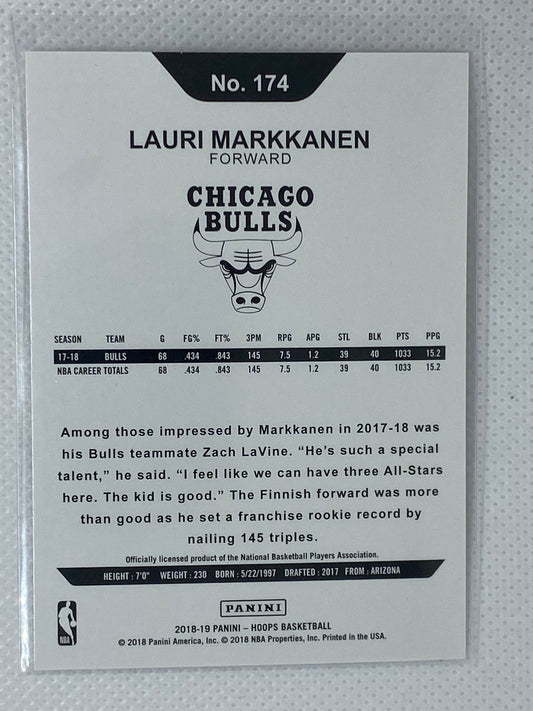 No. 174
LAURI MARKKANEN
FORWARD
CHICAGO
BULLS
SEASON TEAM G FG% FT% 3PM RPG APG STL BLK PTS PPG
17-18 BULLS 68 .434 .843 145 7.5 1.2 39 40 1033 15.2
NBA CAREER TOTALS 68 .434 .843 145 7.5 1.2 39 40 1033 15.2
Among those impressed by Markkanen in 2017-18 was
his Bulls teammate Zach LaVine. “He’s such a special
talent,” he said. “I feel like we can have three All-Stars
here. The kid is good.” The Finnish forward was more
than good as he set a franchise rookie record by
nailing 145 triples.
Officially licensed product of the National Basketball Players Association.
HEIGHT : 7'0" WEIGHT : 230 BORN : 5/22/1997 DRAFTED : 2017 FROM : ARIZONA
PANINI
NBA
2018-19 PANINI – HOOPS BASKETBALL
© 2018 Panini America, Inc. © 2018 NBA Properties, Inc. Printed in the USA.